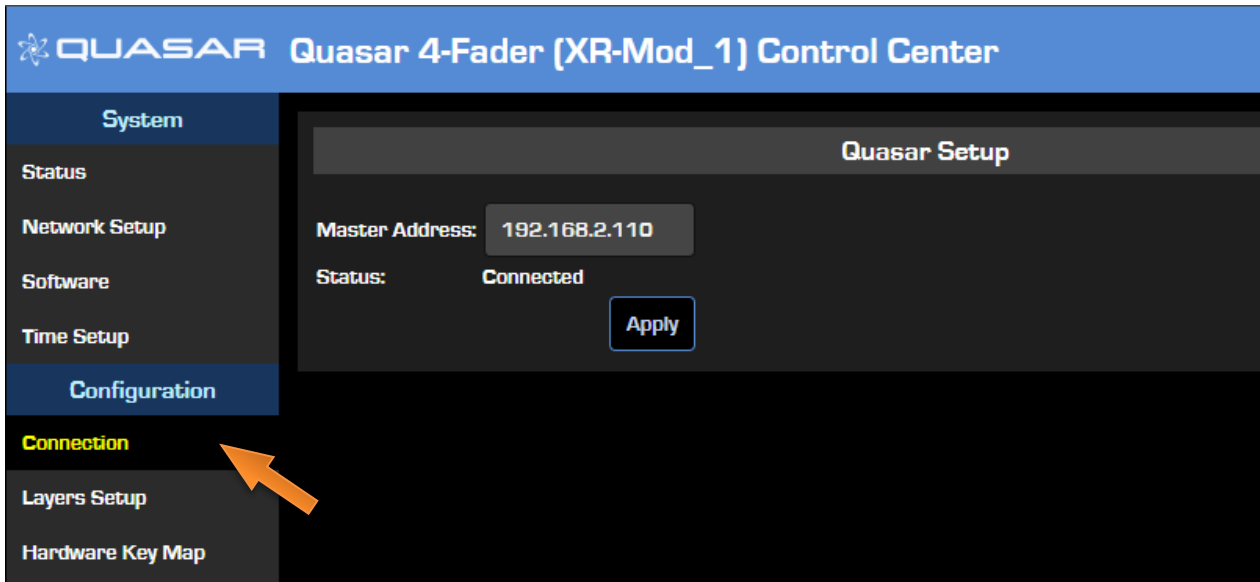 QUASAR Quasar 4-Fader (XR-Mod_1) Control Center
System
Status
Network Setup
Software
Time Setup
Configuration
Connection
Layers Setup
Hardware Key Map
Quasar Setup
Master Address: 192.168.2.110
Status: Connected
Apply